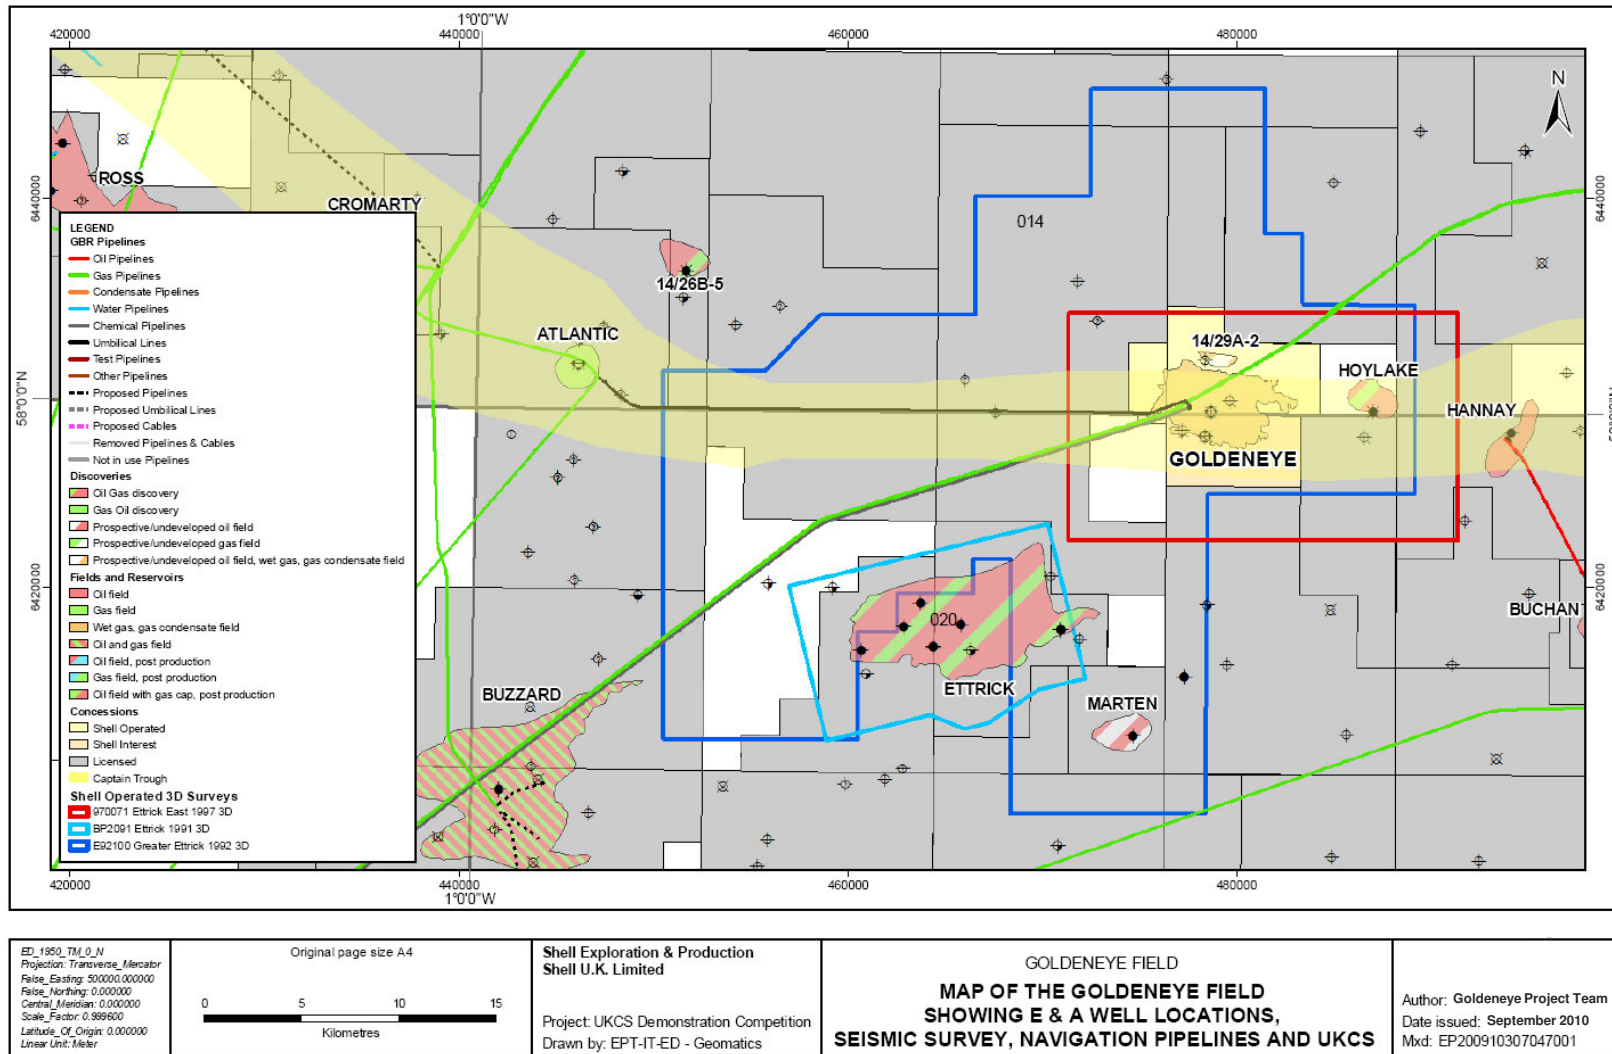 1°0'0"W
420000
440000
460000
480000
N
ROSS
CROMARTY
014
6440000
6440000
14/26B-5
ATLANTIC
14/29A-2
HOYLAKE
HANNAY
GOLDENEYE
58°0'0"N
LEGEND
GBR Pipelines
Oil Pipelines
Gas Pipelines
Condensate Pipelines
Water Pipelines
Chemical Pipelines
Umbilical Lines
Test Pipelines
Other Pipelines
Proposed Pipelines
Proposed Umbilical Lines
Proposed Cables
Removed Pipelines & Cables
Not in use Pipelines
Discoveries
Oil Gas discovery
Gas Oil discovery
Prospective/undeveloped oil field
Prospective/undeveloped gas field
Prospective/undeveloped oil field, wet gas, gas condensate field
Fields and Reservoirs
Oil field
Gas field
Wet gas, gas condensate field
Oil and gas field
Oil field, post production
Gas field, post production
Oil field with gas cap, post production
Concessions
Shell Operated
Shell Interest
Licensed
Captain Trough
Shell Operated 3D Surveys
970071 Ettrick East 1997 3D
BP2091 Ettrick 1991 3D
E92100 Greater Ettrick 1992 3D
6420000
6420000
020
BUCHAN
ETTRICK
MARTEN
BUZZARD
420000
440000
460000
480000
1°0'0"W
ED_1950_TM_0_N
Projection: Transverse_Mercator
False_Easting: 500000.000000
False_Northing: 0.000000
Central_Meridian: 0.000000
Scale_Factor: 0.999600
Latitude_Of_Origin: 0.000000
Linear Unit: Meter
Original page size A4
0 5 10 15
Kilometres
Shell Exploration & Production
Shell U.K. Limited
Project: UKCS Demonstration Competition
Drawn by: EPT-IT-ED - Geomatics
GOLDENEYE FIELD
MAP OF THE GOLDENEYE FIELD
SHOWING E & A WELL LOCATIONS,
SEISMIC SURVEY, NAVIGATION PIPELINES AND UKCS
Author: Goldeneye Project Team
Date issued: September 2010
Mxd: EP200910307047001